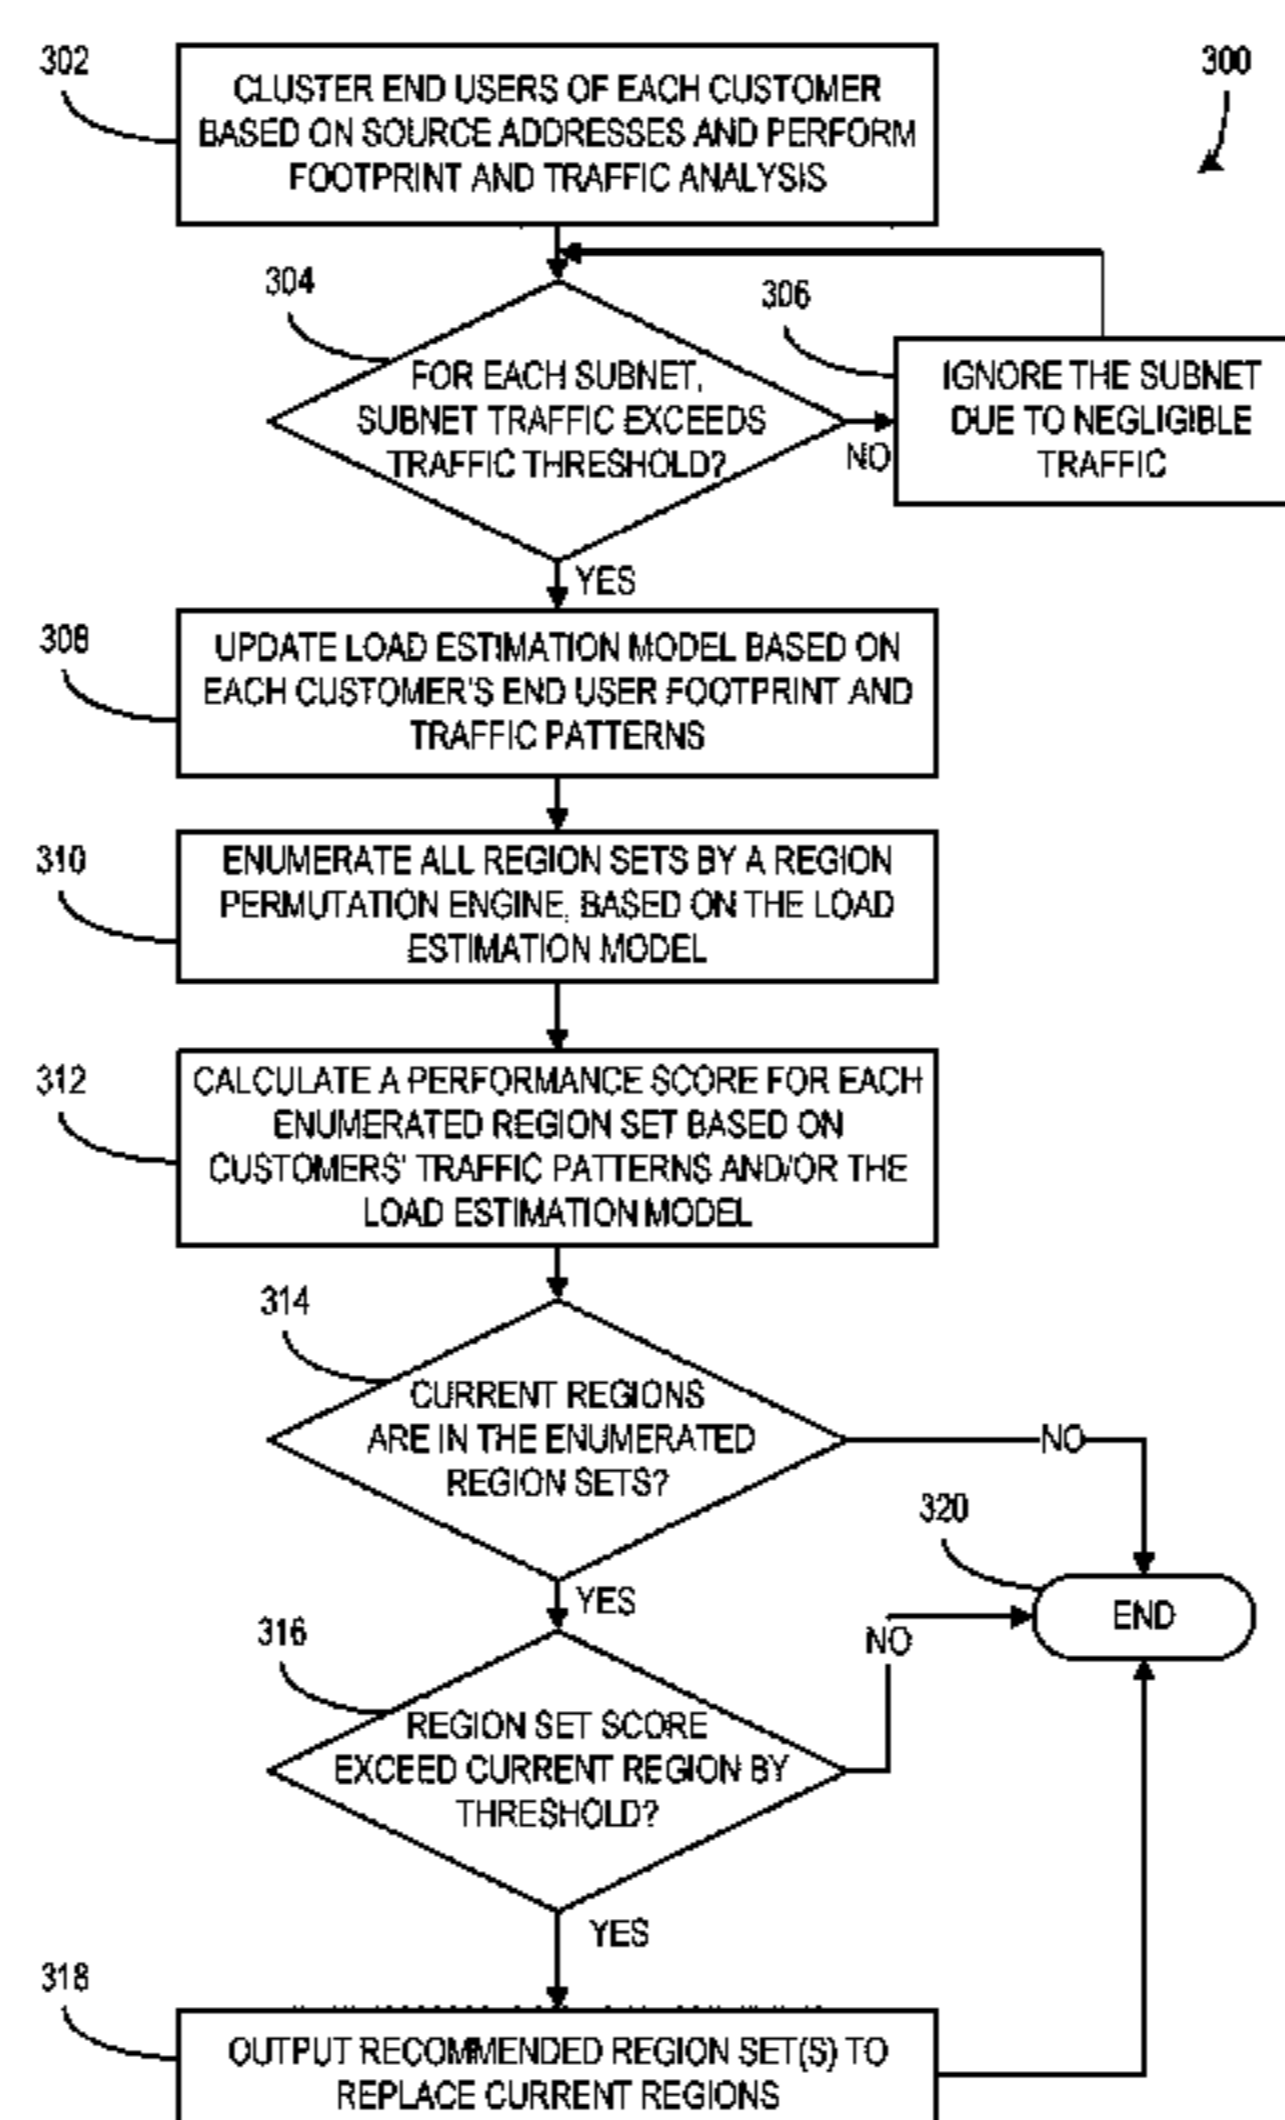 302
300
CLUSTER END USERS OF EACH CUSTOMER
BASED ON SOURCE ADDRESSES AND PERFORM
FOOTPRINT AND TRAFFIC ANALYSIS
304
306
FOR EACH SUBNET,
SUBNET TRAFFIC EXCEEDS
TRAFFIC THRESHOLD?
NO
IGNORE THE SUBNET
DUE TO NEGLIGIBLE
TRAFFIC
YES
308
UPDATE LOAD ESTIMATION MODEL BASED ON
EACH CUSTOMER'S END USER FOOTPRINT AND
TRAFFIC PATTERNS
310
ENUMERATE ALL REGION SETS BY A REGION
PERMUTATION ENGINE, BASED ON THE LOAD
ESTIMATION MODEL
312
CALCULATE A PERFORMANCE SCORE FOR EACH
ENUMERATED REGION SET BASED ON
CUSTOMERS' TRAFFIC PATTERNS AND/OR THE
LOAD ESTIMATION MODEL
314
CURRENT REGIONS
ARE IN THE ENUMERATED
REGION SETS?
NO
320
END
YES
316
NO
REGION SET SCORE
EXCEED CURRENT REGION BY
THRESHOLD?
YES
318
OUTPUT RECOMMENDED REGION SET(S) TO
REPLACE CURRENT REGIONS